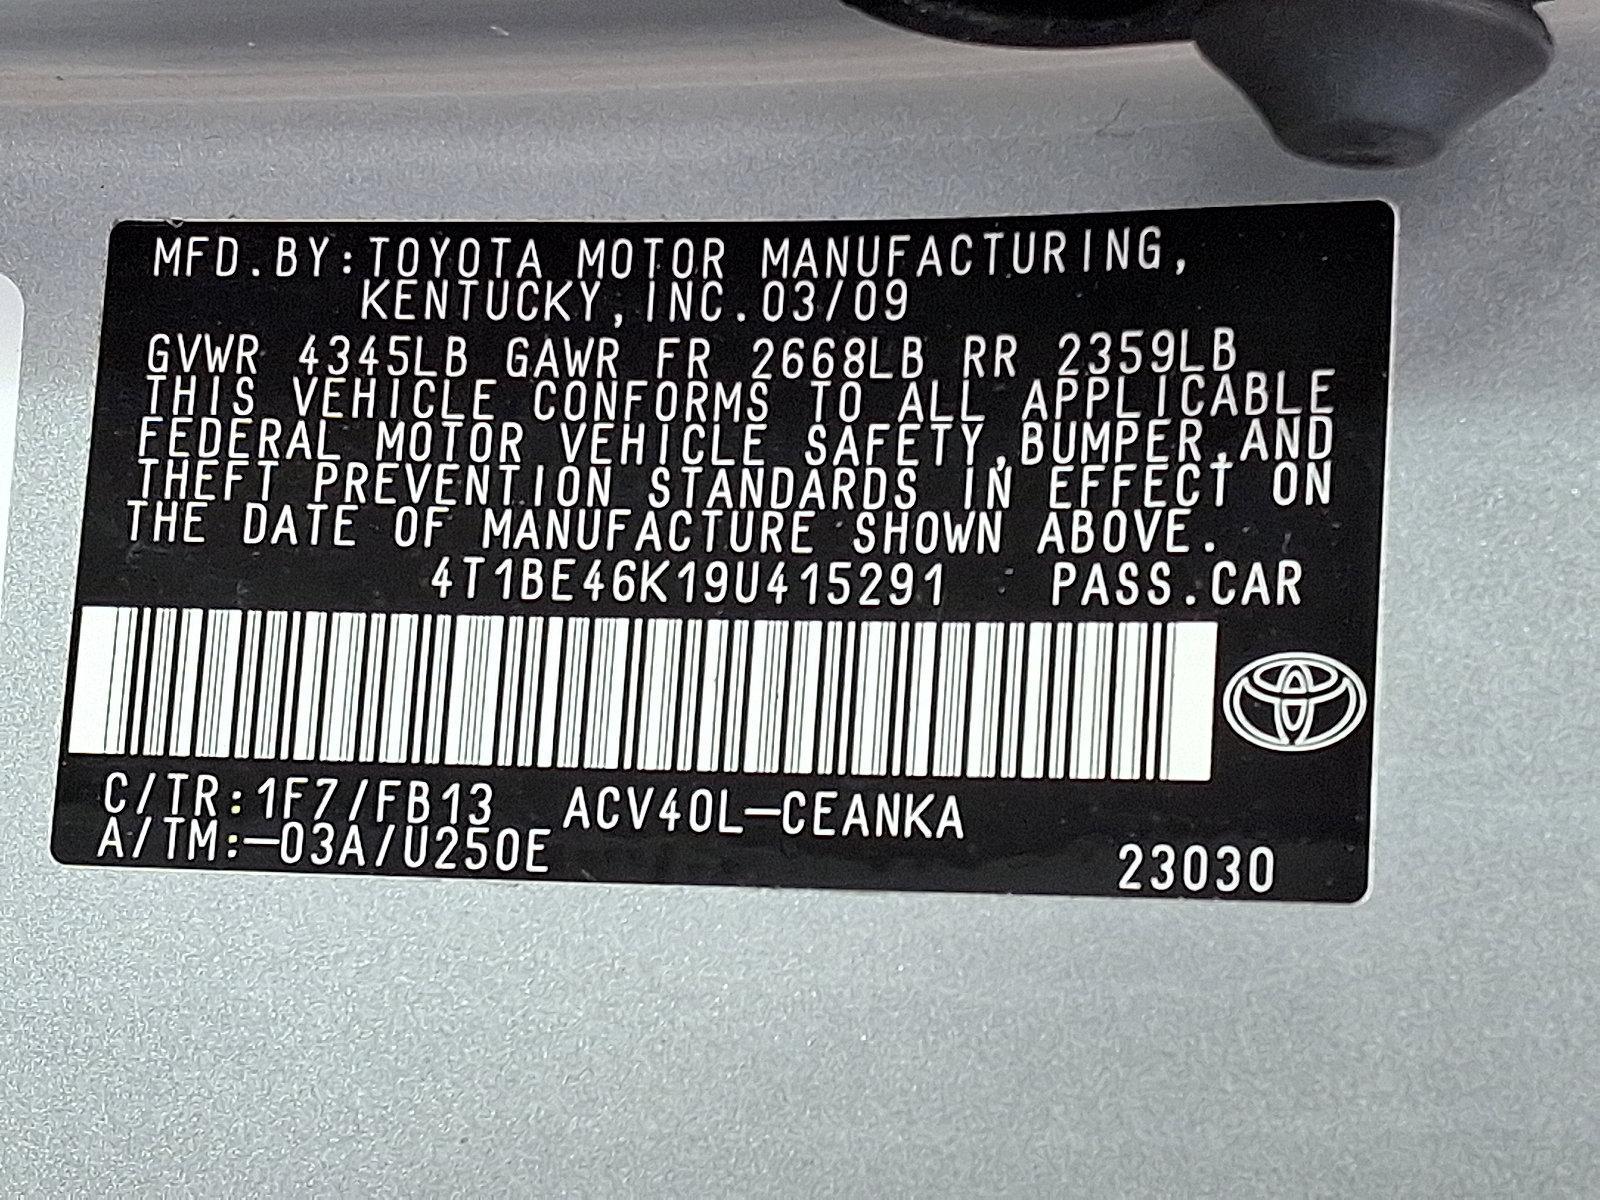 MFD.BY:TOYOTA MOTOR MANUFACTURING,
KENTUCKY,INC.03/09
GVWR 4345LB GAWR FR 2668LB RR 2359LB
THIS VEHICLE CONFORMS TO ALL APPLICABLE
FEDERAL MOTOR VEHICLE SAFETY,BUMPER,AND
THEFT PREVENTION STANDARDS IN EFFECT ON
THE DATE OF MANUFACTURE SHOWN ABOVE.
4T1BE46K19U415291 PASS.CAR
C/TR:1F7/FB13 ACV40L-CEANKA
A/TM:-03A/U250E
23030